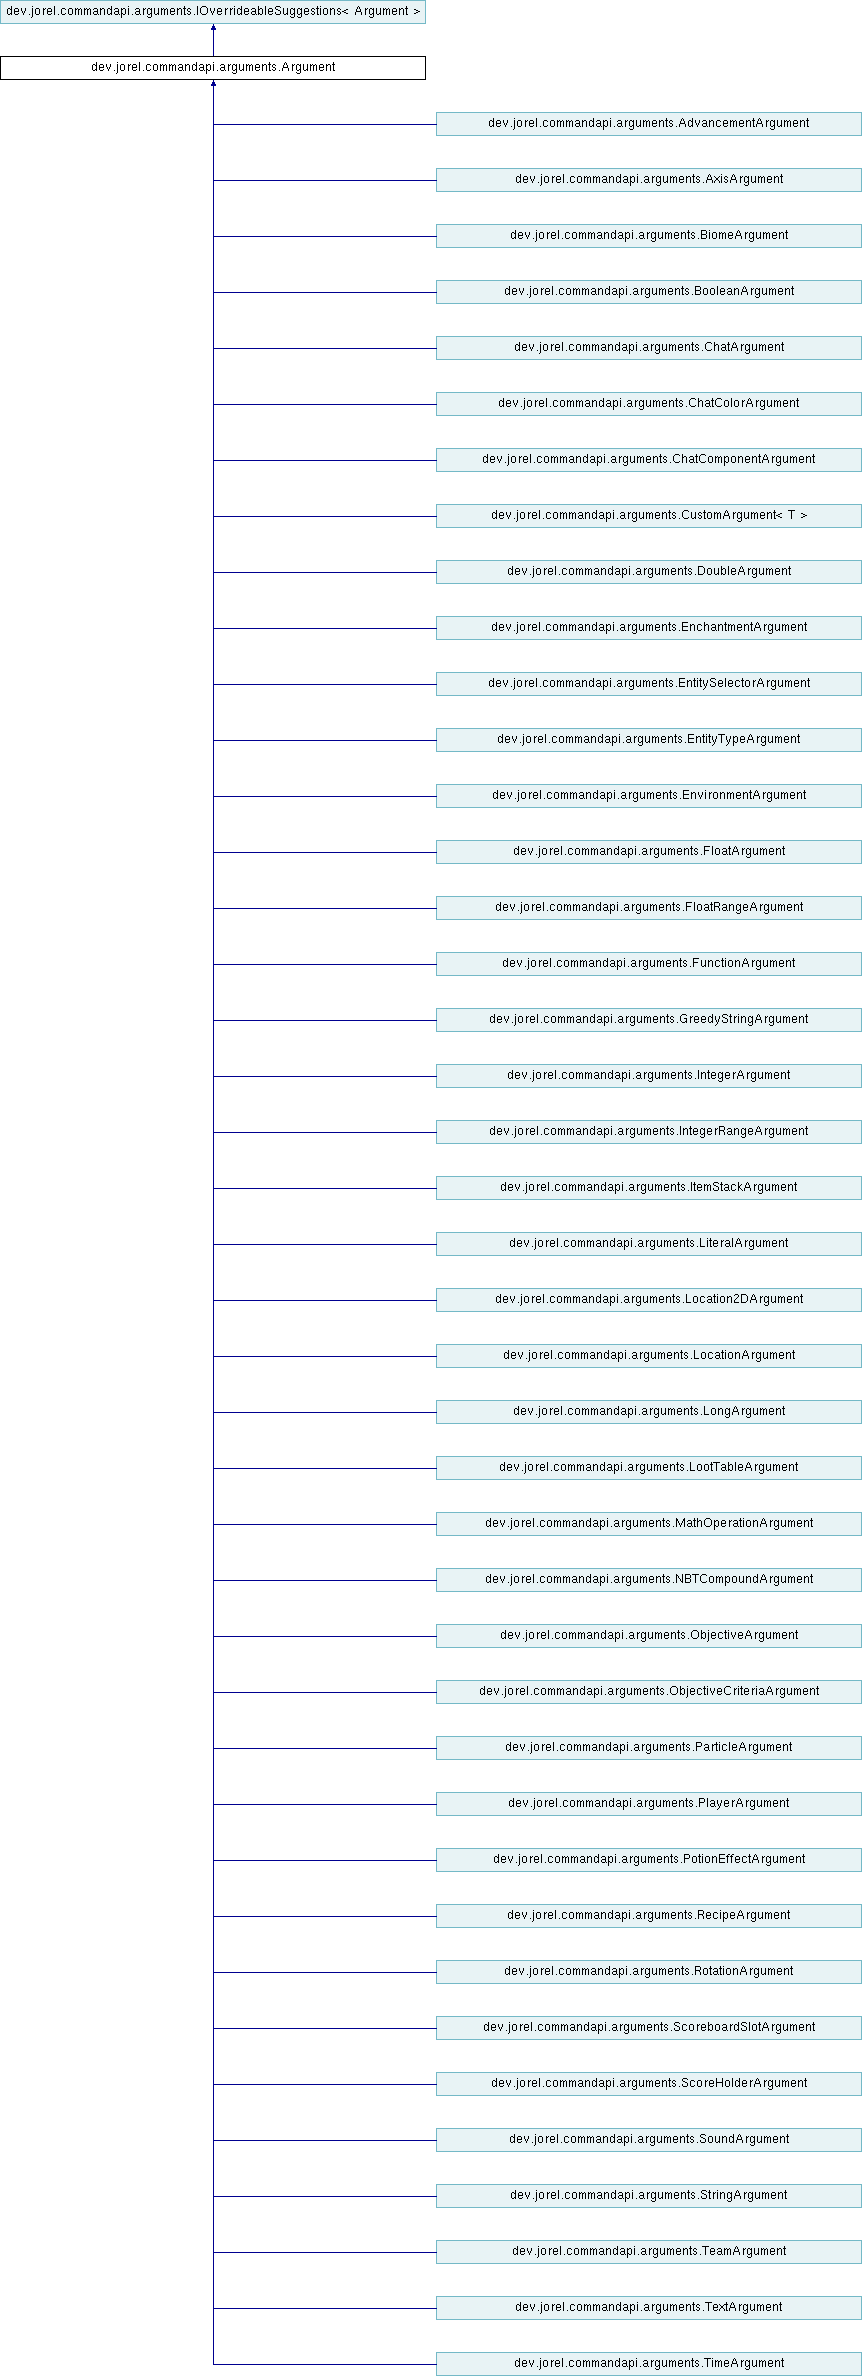 dev.jorel.commandapi.arguments.IOverrideableSuggestions< Argument >
dev.jorel.commandapi.arguments.Argument
dev.jorel.commandapi.arguments.AdvancementArgument
dev.jorel.commandapi.arguments.AxisArgument
dev.jorel.commandapi.arguments.BiomeArgument
dev.jorel.commandapi.arguments.BooleanArgument
dev.jorel.commandapi.arguments.ChatArgument
dev.jorel.commandapi.arguments.ChatColorArgument
dev.jorel.commandapi.arguments.ChatComponentArgument
dev.jorel.commandapi.arguments.CustomArgument< T >
dev.jorel.commandapi.arguments.DoubleArgument
dev.jorel.commandapi.arguments.EnchantmentArgument
dev.jorel.commandapi.arguments.EntitySelectorArgument
dev.jorel.commandapi.arguments.EntityTypeArgument
dev.jorel.commandapi.arguments.EnvironmentArgument
dev.jorel.commandapi.arguments.FloatArgument
dev.jorel.commandapi.arguments.FloatRangeArgument
dev.jorel.commandapi.arguments.FunctionArgument
dev.jorel.commandapi.arguments.GreedyStringArgument
dev.jorel.commandapi.arguments.IntegerArgument
dev.jorel.commandapi.arguments.IntegerRangeArgument
dev.jorel.commandapi.arguments.ItemStackArgument
dev.jorel.commandapi.arguments.LiteralArgument
dev.jorel.commandapi.arguments.Location2DArgument
dev.jorel.commandapi.arguments.LocationArgument
dev.jorel.commandapi.arguments.LongArgument
dev.jorel.commandapi.arguments.LootTableArgument
dev.jorel.commandapi.arguments.MathOperationArgument
dev.jorel.commandapi.arguments.NBTCompoundArgument
dev.jorel.commandapi.arguments.ObjectiveArgument
dev.jorel.commandapi.arguments.ObjectiveCriteriaArgument
dev.jorel.commandapi.arguments.ParticleArgument
dev.jorel.commandapi.arguments.PlayerArgument
dev.jorel.commandapi.arguments.PotionEffectArgument
dev.jorel.commandapi.arguments.RecipeArgument
dev.jorel.commandapi.arguments.RotationArgument
dev.jorel.commandapi.arguments.ScoreboardSlotArgument
dev.jorel.commandapi.arguments.ScoreHolderArgument
dev.jorel.commandapi.arguments.SoundArgument
dev.jorel.commandapi.arguments.StringArgument
dev.jorel.commandapi.arguments.TeamArgument
dev.jorel.commandapi.arguments.TextArgument
dev.jorel.commandapi.arguments.TimeArgument